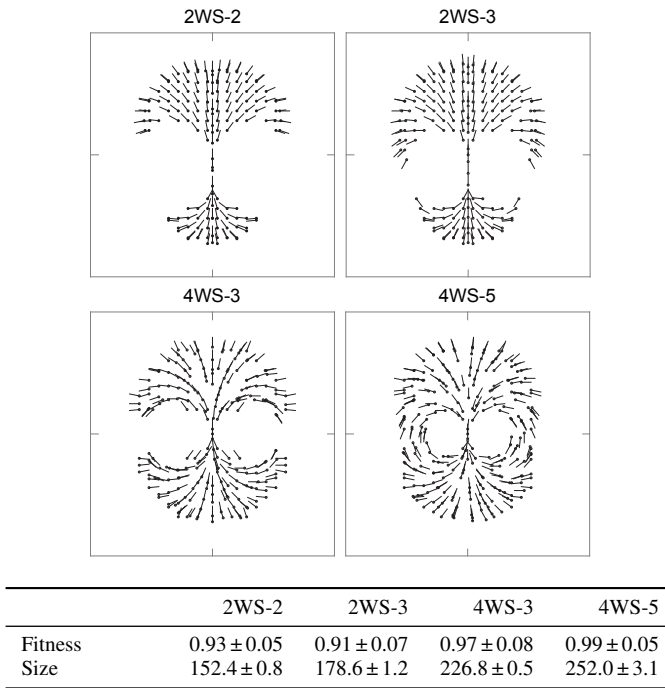 2WS-2 2WS-3
4WS-3 4WS-5
2WS-2 2WS-3 4WS-3 4WS-5
Fitness 0.93 ± 0.05 0.91 ± 0.07 0.97 ± 0.08 0.99 ± 0.05
Size 152.4 ± 0.8 178.6 ± 1.2 226.8 ± 0.5 252.0 ± 3.1